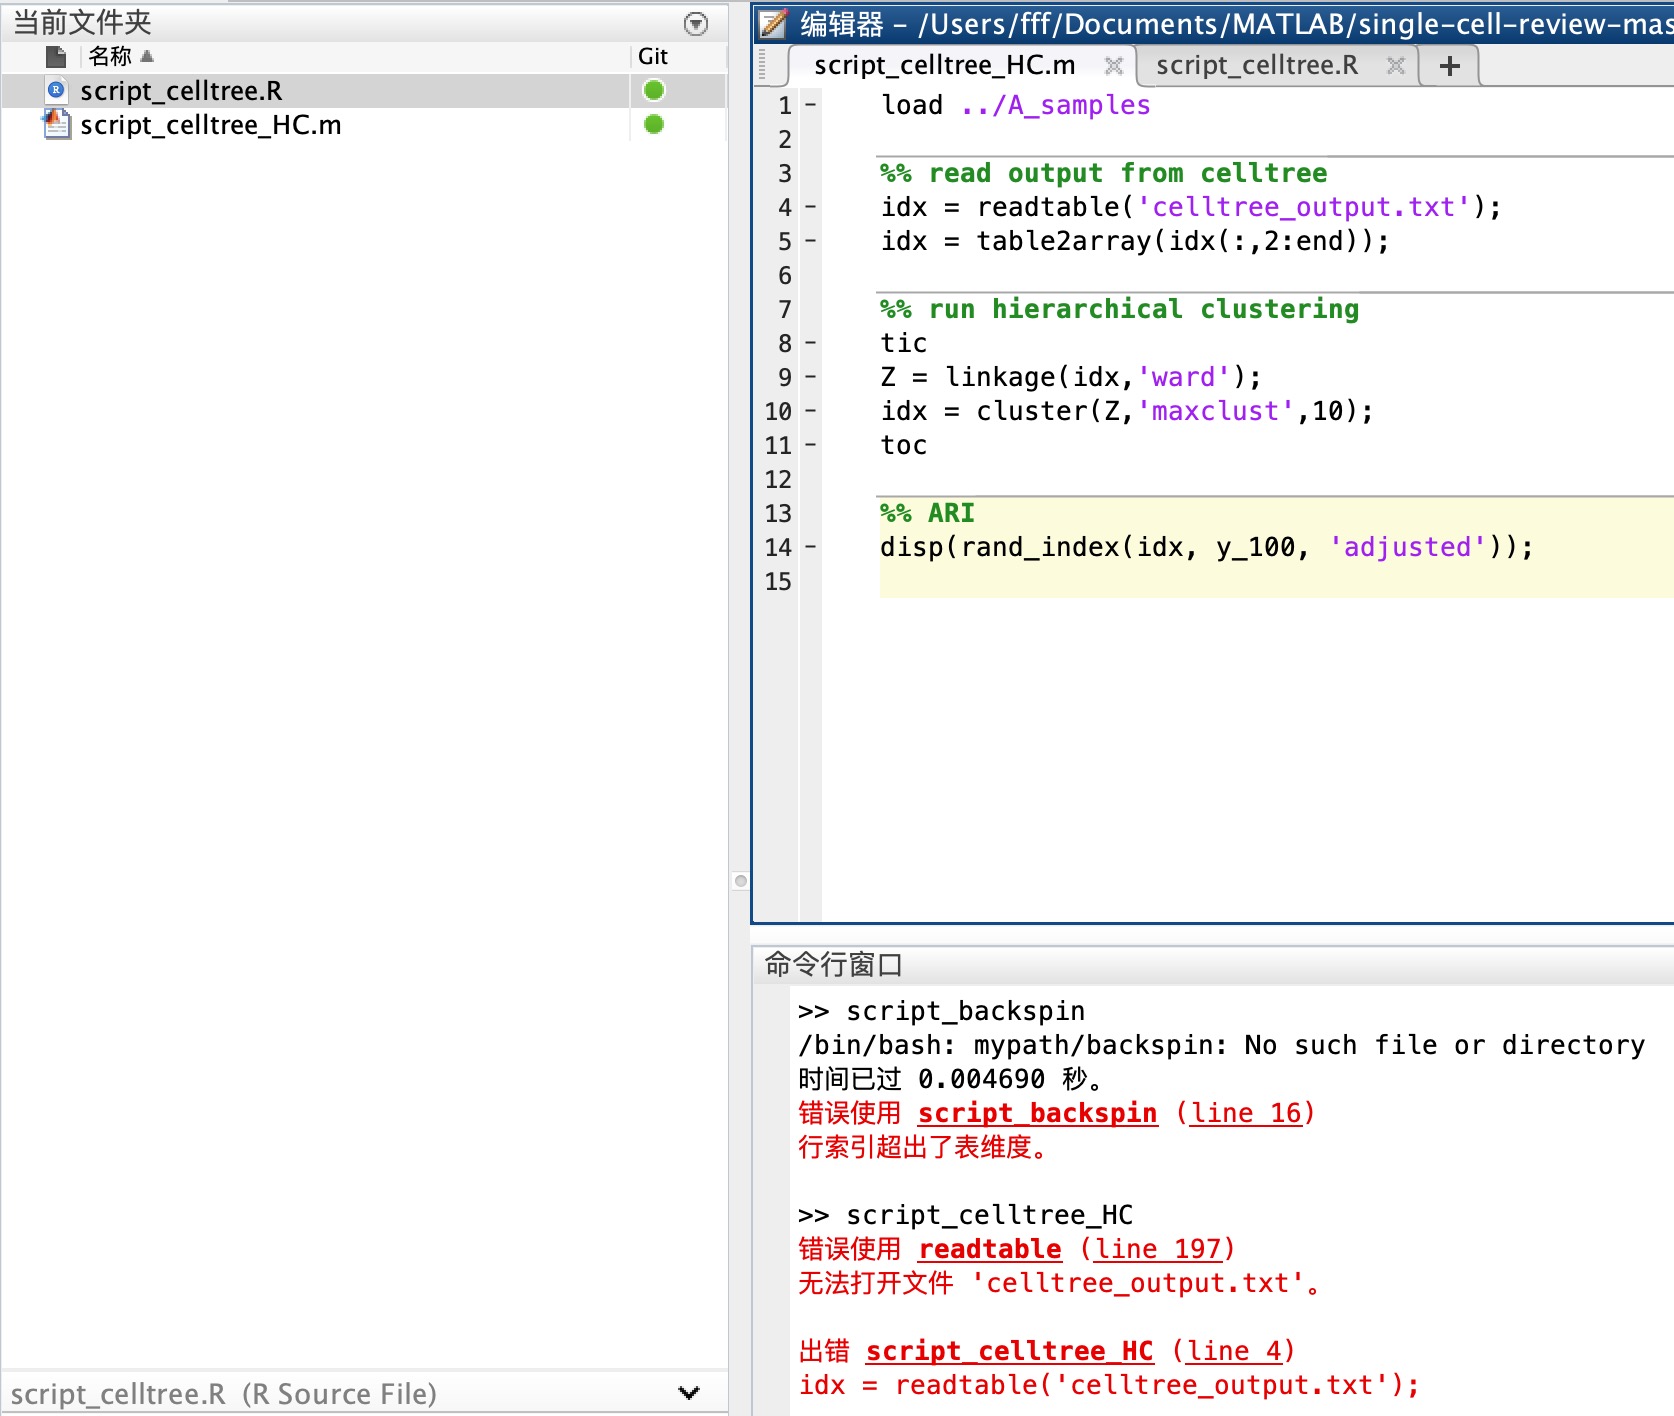 当前文件夹
名称 Git
script_celltree.R
script_celltree_HC.m
script_celltree.R (R Source File)
编辑器 – /Users/fff/Documents/MATLAB/single-cell-review-mas
script_celltree_HC.m script_celltree.R +
1 – load ../A_samples
2
3 %% read output from celltree
4 – idx = readtable('celltree_output.txt');
5 – idx = table2array(idx(:,2:end));
6
7 %% run hierarchical clustering
8 – tic
9 – Z = linkage(idx,'ward');
10 – idx = cluster(Z,'maxclust',10);
11 – toc
12
13 %% ARI
14 – disp(rand_index(idx, y_100, 'adjusted'));
15
命令行窗口
>> script_backspin
/bin/bash: mypath/backspin: No such file or directory
时间已过 0.004690 秒。
错误使用 script_backspin (line 16)
行索引超出了表维度。
>> script_celltree_HC
错误使用 readtable (line 197)
无法打开文件 'celltree_output.txt'。
出错 script_celltree_HC (line 4)
idx = readtable('celltree_output.txt');